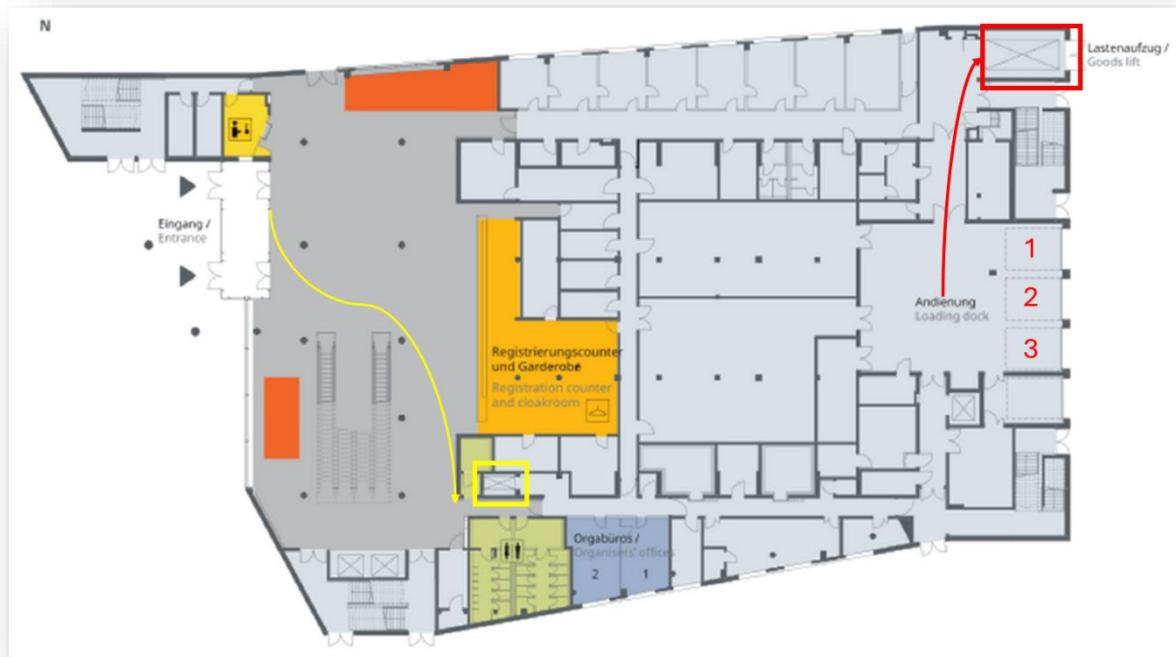 N
Lastenaufzug /
Goods lift
Eingang /
Entrance
1
2
3
Andienung
Loading dock
Registrierungscounter
und Garderobe
Registration counter
and cloakroom
Orgabüros /
Organisers' offices
2
1